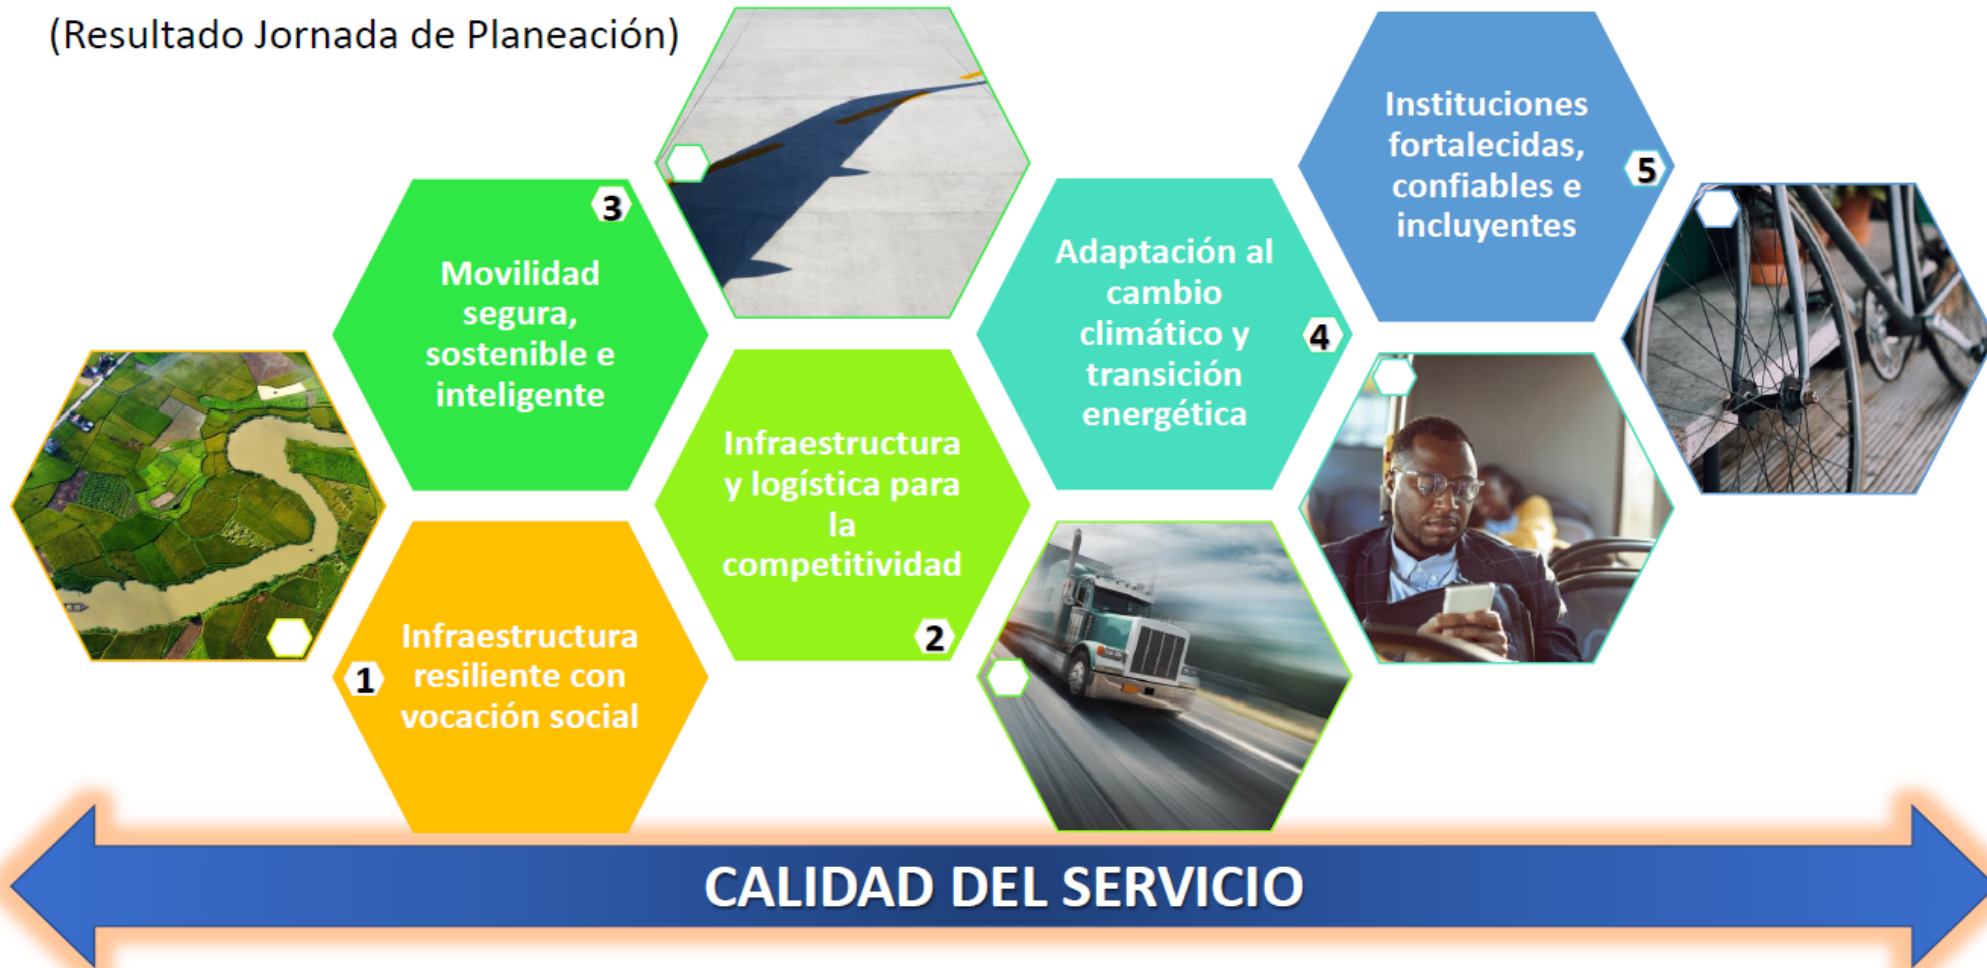 (Resultado Jornada de Planeación)
1
Infraestructura
resiliente con
vocación social
2
Infraestructura
y logística para
la
competitividad
3
Movilidad
segura,
sostenible e
inteligente
4
Adaptación al
cambio
climático y
transición
energética
5
Instituciones
fortalecidas,
confiables e
incluyentes
CALIDAD DEL SERVICIO